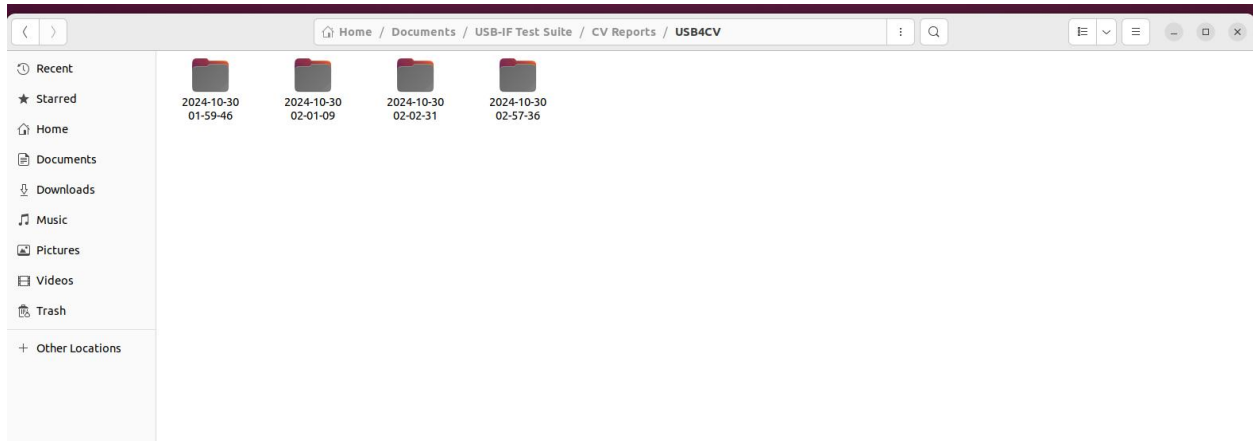 Home / Documents / USB-IF Test Suite / CV Reports / USB4CV
Recent
Starred
Home
Documents
Downloads
Music
Pictures
Videos
Trash
Other Locations
2024-10-30
01-59-46
2024-10-30
02-01-09
2024-10-30
02-02-31
2024-10-30
02-57-36